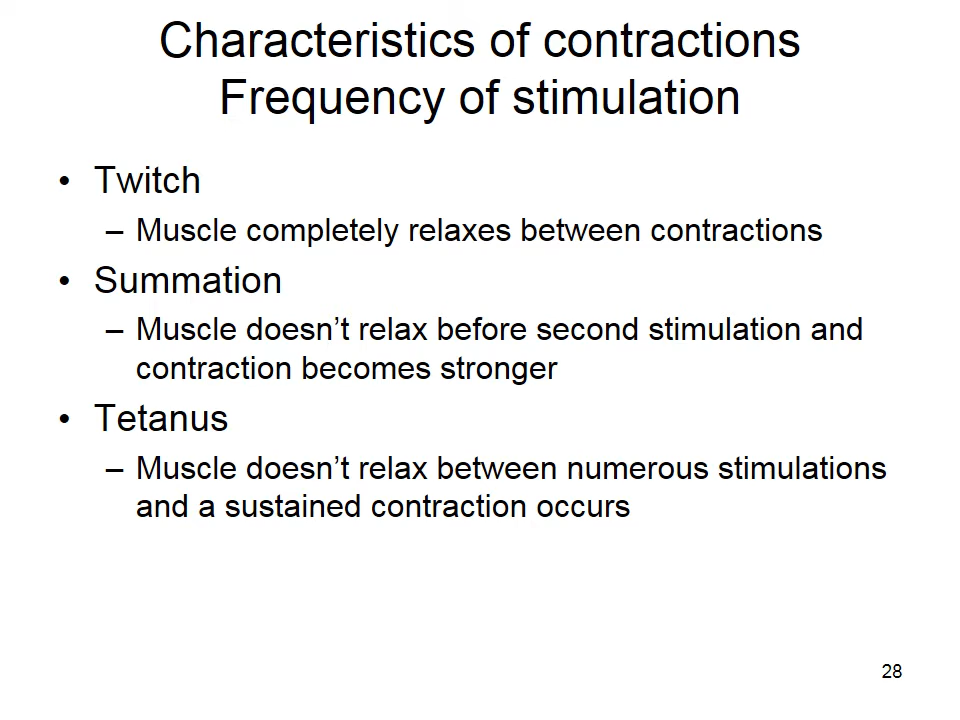 Characteristics of contractions
Frequency of stimulation
• Twitch
– Muscle completely relaxes between contractions
• Summation
– Muscle doesn’t relax before second stimulation and
contraction becomes stronger
• Tetanus
– Muscle doesn’t relax between numerous stimulations
and a sustained contraction occurs
28